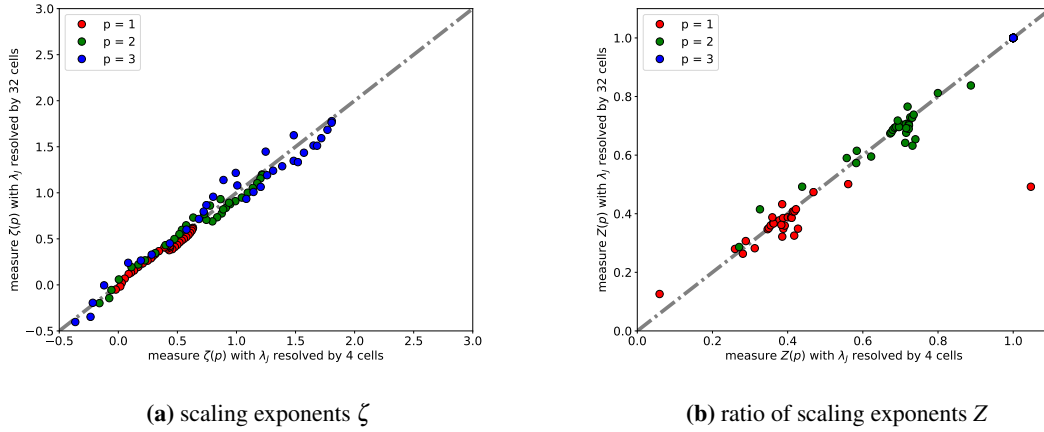 3.0
2.5
2.0
1.5
1.0
0.5
0.0
−0.5
measure ζ(p) with λJ resolved by 32 cells
p = 1
p = 2
p = 3
−0.5 0.0 0.5 1.0 1.5 2.0 2.5 3.0
measure ζ(p) with λJ resolved by 4 cells
(a) scaling exponents ζ
1.0
0.8
0.6
0.4
0.2
0.0
measure Z(p) with λJ resolved by 32 cells
p = 1
p = 2
p = 3
0.0 0.2 0.4 0.6 0.8 1.0
measure Z(p) with λJ resolved by 4 cells
(b) ratio of scaling exponents Z